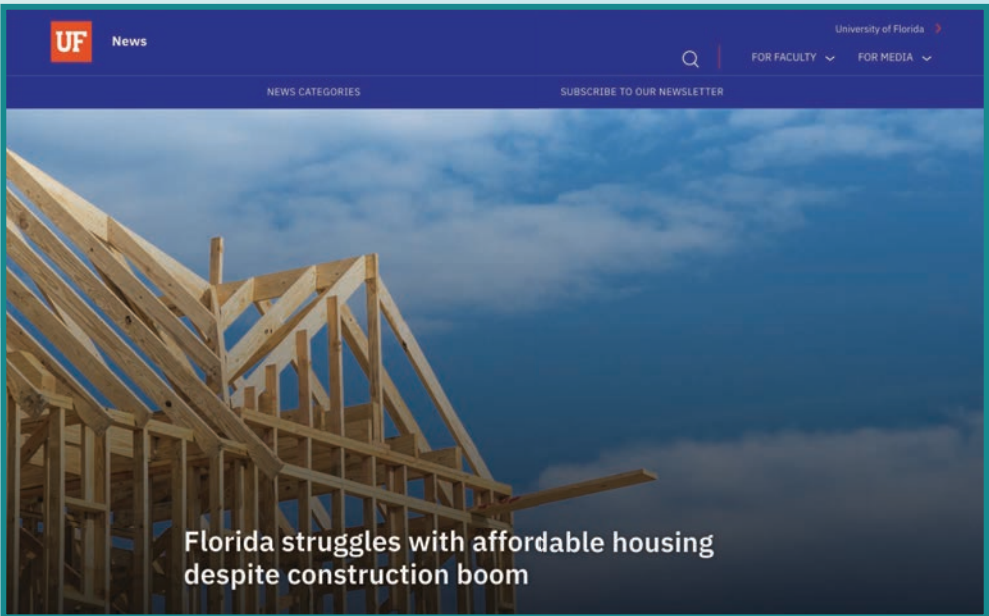 UF
News
University of Florida
FOR FACULTY
FOR MEDIA
NEWS CATEGORIES
SUBSCRIBE TO OUR NEWSLETTER
Florida struggles with affordable housing
despite construction boom